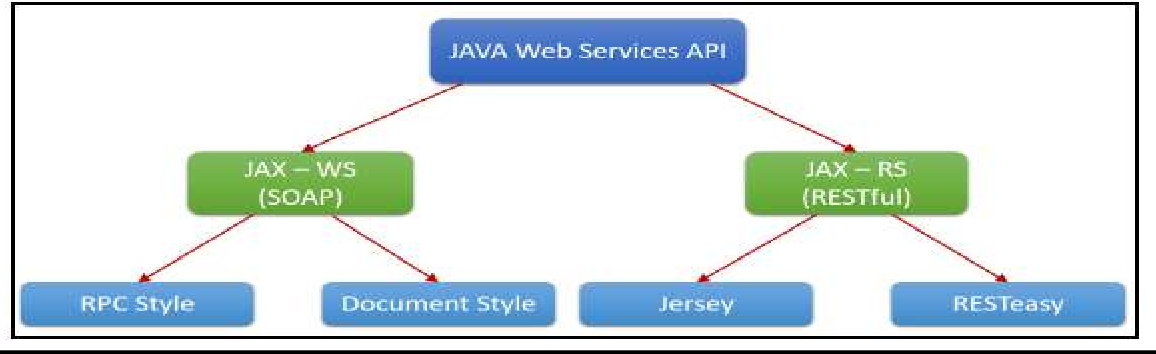 JAVA Web Services API
JAX – WS
(SOAP)
JAX – RS
(RESTful)
RPC Style
Document Style
Jersey
RESTeasy